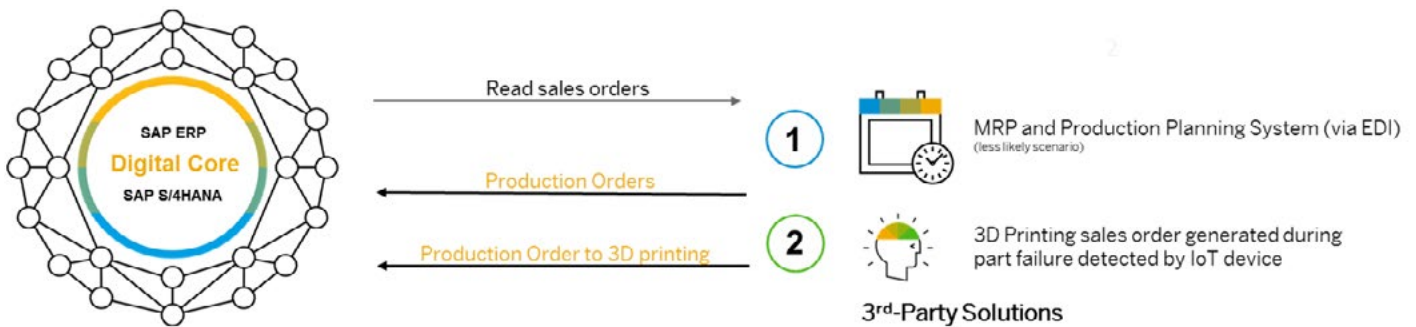 2
Read sales orders
SAP ERP
Digital Core
SAP S/4HANA
1
MRP and Production Planning System (via EDI)
(less likely scenario)
Production Orders
2
3D Printing sales order generated during
part failure detected by IoT device
Production Order to 3D printing
3rd-Party Solutions